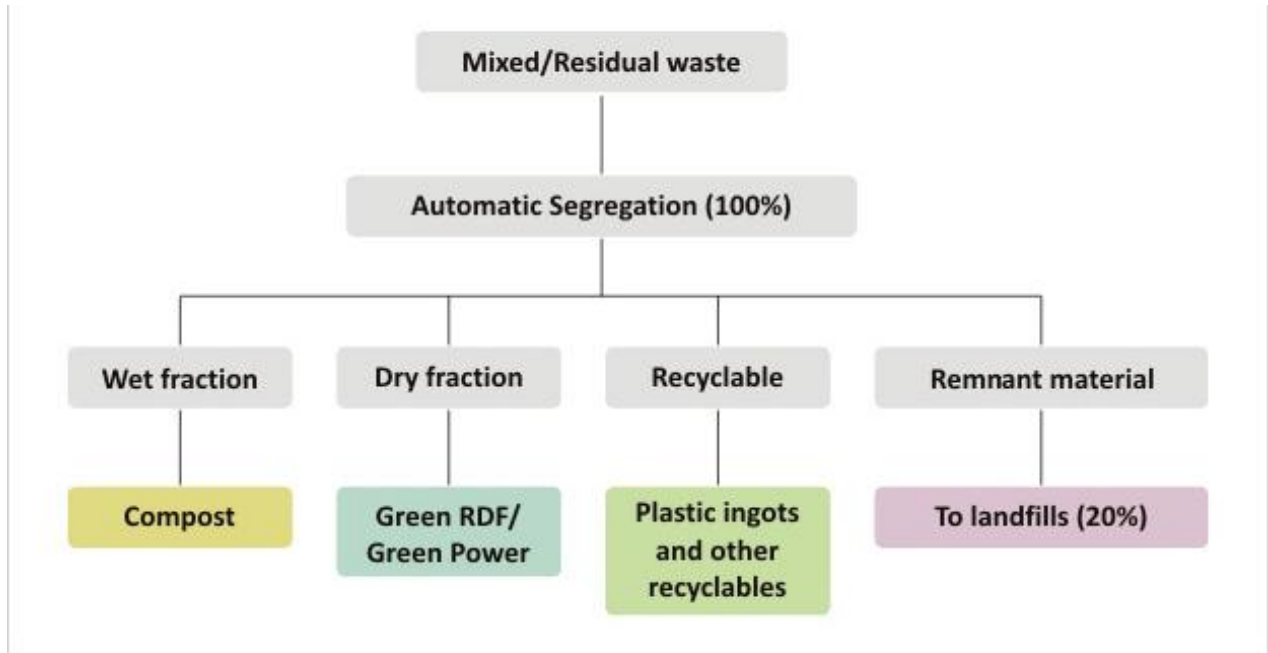 Mixed/Residual waste
Automatic Segregation (100%)
Wet fraction
Dry fraction
Recyclable
Remnant material
Compost
Green RDF/
Green Power
Plastic ingots
and other
recyclables
To landfills (20%)